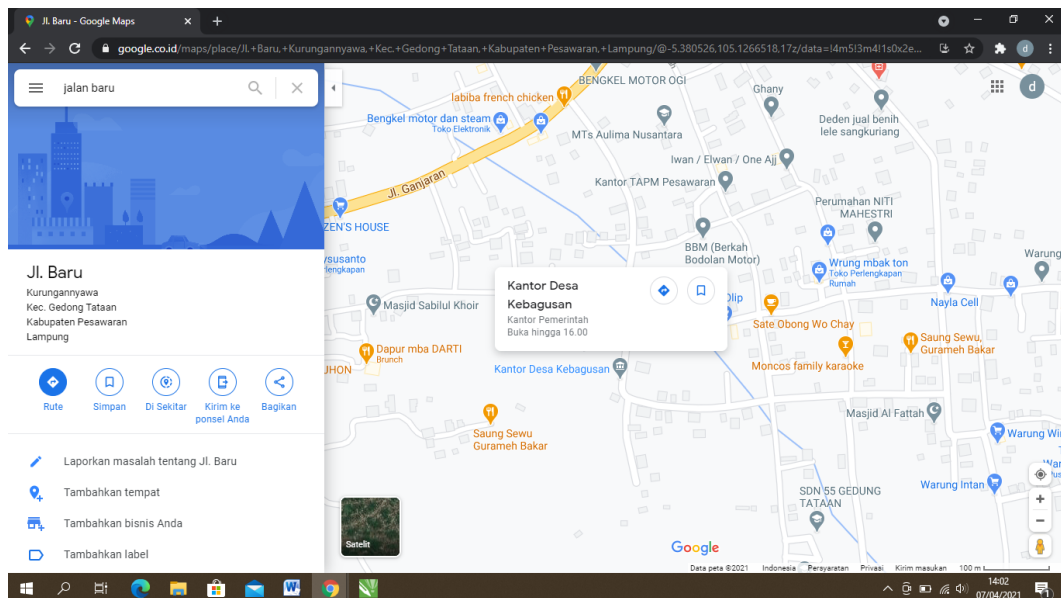 Jl. Baru - Google Maps
google.co.id/maps/place/Jl.+Baru,+Kurungannyawa,+Kec.+Gedong+Tataan,+Kabupaten+Pesawaran,+Lampung/@-5.380526,105.1266518,17z/data=!4m5!3m4!1s0x2e...
d
jalan baru
Jl. Baru
Kurungannyawa
Kec. Gedong Tataan
Kabupaten Pesawaran
Lampung
Rute
Simpan
Di Sekitar
Kirim ke
ponsel Anda
Bagikan
Laporkan masalah tentang Jl. Baru
Tambahkan tempat
Tambahkan bisnis Anda
Tambahkan label
BENGKEL MOTOR OGI
labiba french chicken
Bengkel motor dan steam
Toko Elektronik
MTs Aulima Nusantara
Ghany
Deden jual benih
lele sangkuriang
d
Jl. Ganjaran
Iwan / Elwan / One Ajj
Kantor TAPM Pesawaran
Perumahan NITI
MAHESTRI
ZEN'S HOUSE
BBM (Berkah
Bodolan Motor)
ysusanto
lengkapan
Wrung mbak ton
Toko Perlengkapan
Rumah
Warung
Kantor Desa
Kebagusan
Kantor Pemerintah
Buka hingga 16.00
Masjid Sabilul Khoir
Olip
Nayla Cell
Sate Obong Wo Chay
Saung Sewu,
Gurameh Bakar
Dapur mba DARTI
Brunch
JHON
Kantor Desa Kebagusan
Moncos family karaoke
Masjid Al Fattah
Saung Sewu
Gurameh Bakar
Warung Wi
War
Warung Intan
SDN 55 GEDUNG
TATAAN
Satelit
Google
Data peta ©2021 Indonesia Persyaratan Privasi Kirim masukan 100 m
14:02
07/04/2021